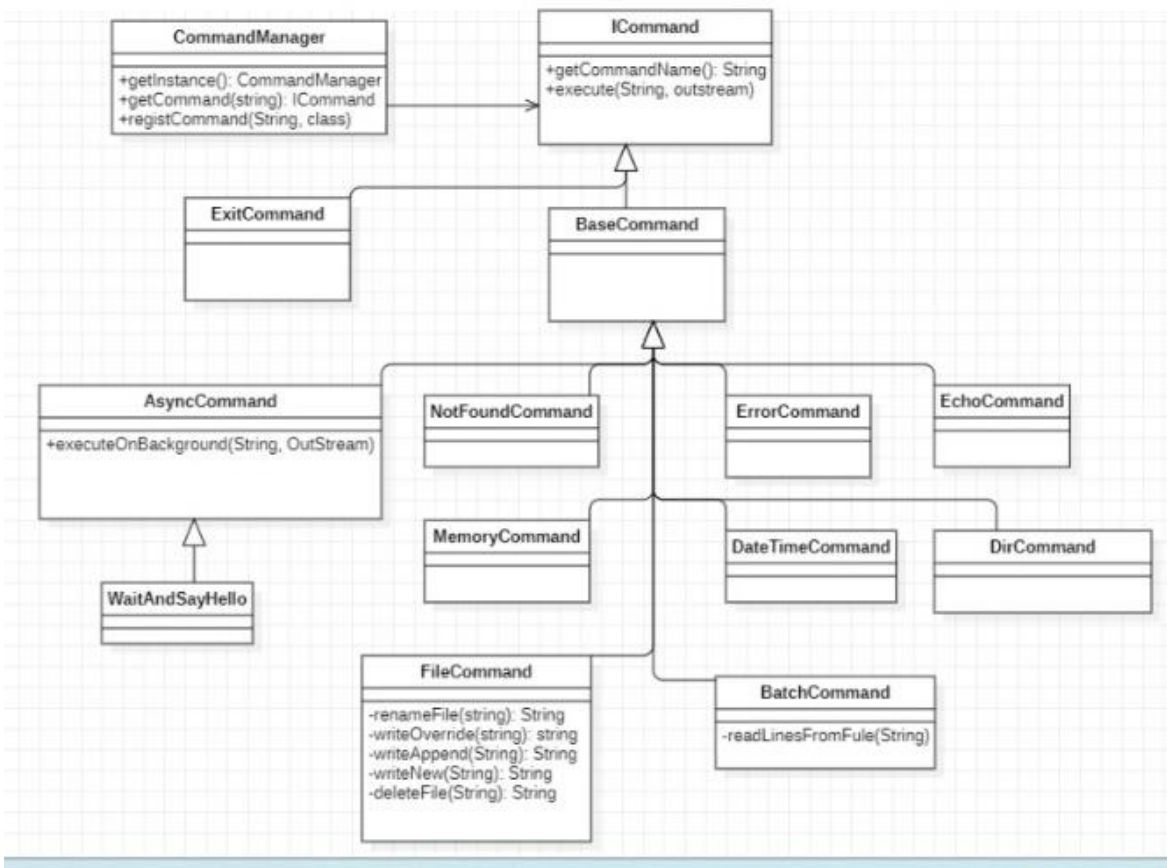 CommandManager
+getInstance(): CommandManager
+getCommand(string): ICommand
+registCommand(String, class)
ICommand
+getCommandName(): String
+execute(String, outstream)
ExitCommand
BaseCommand
AsyncCommand
+executeOnBackground(String, OutStream)
NotFoundCommand
ErrorCommand
EchoCommand
MemoryCommand
DateTimeCommand
DirCommand
WaitAndSayHello
FileCommand
-renameFile(string): String
-writeOverride(string): string
-writeAppend(String): String
-writeNew(String): String
-deleteFile(String): String
BatchCommand
-readLinesFromFule(String)